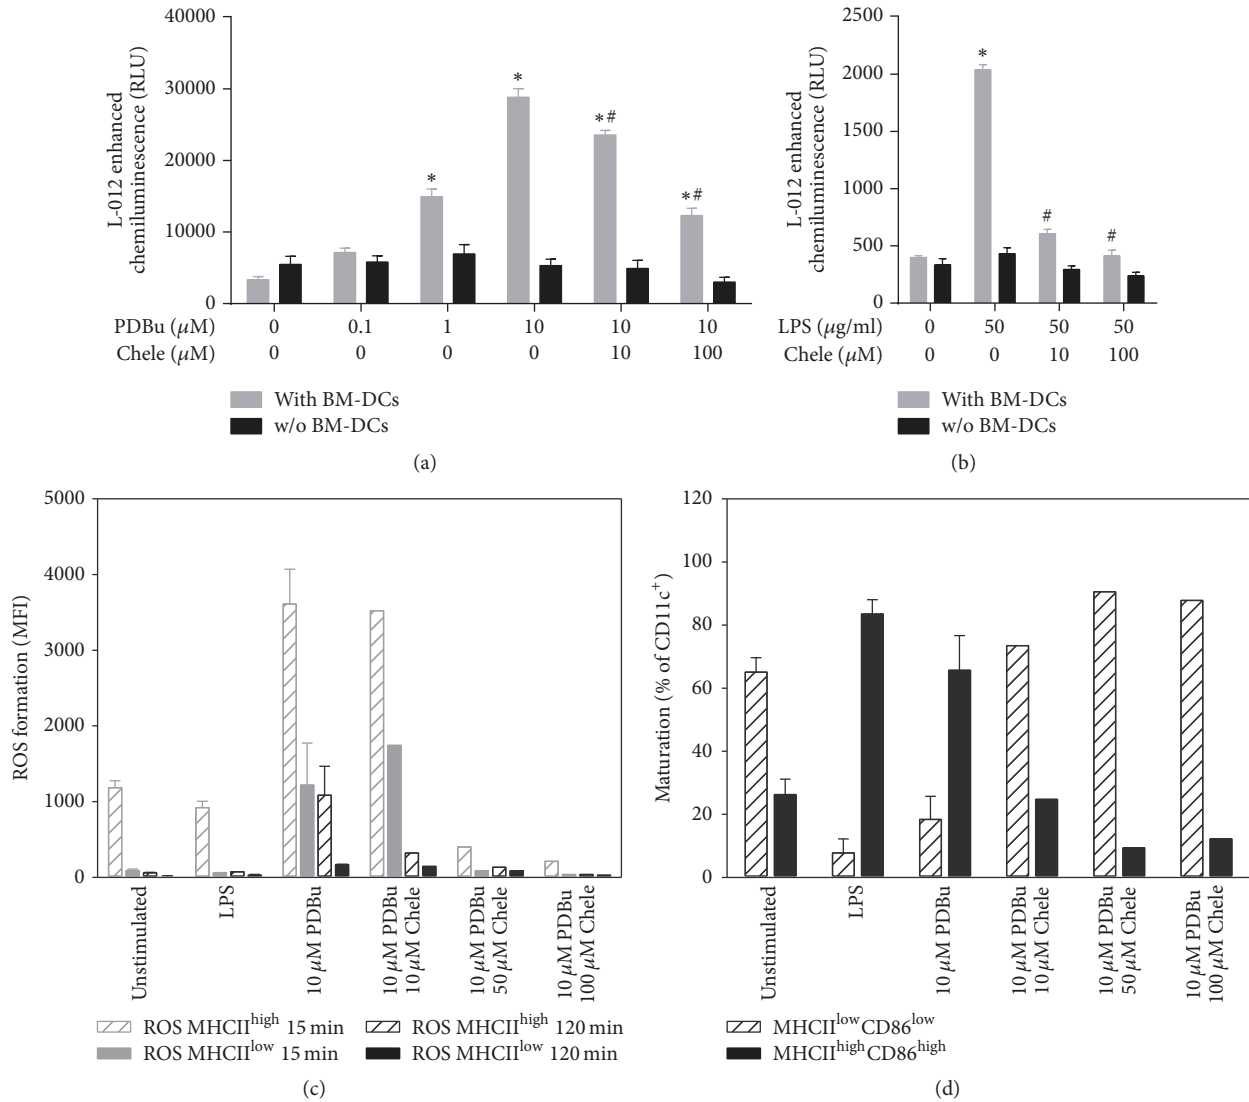 40000
30000
20000
10000
0
L-012 enhanced
chemiluminescence (RLU)
*
*
*#
*#
PDBu (μM) 0 0.1 1 10 10 10
Chele (μM) 0 0 0 0 10 100
With BM-DCs
w/o BM-DCs
(a)
2500
2000
1500
1000
500
0
L-012 enhanced
chemiluminescence (RLU)
*
#
#
LPS (μg/ml) 0 50 50 50
Chele (μM) 0 0 10 100
With BM-DCs
w/o BM-DCs
(b)
5000
4000
3000
2000
1000
0
ROS formation (MFI)
Unstimulated
LPS
10 μM PDBu
10 μM PDBu
10 μM Chele
10 μM PDBu
50 μM Chele
10 μM PDBu
100 μM Chele
ROS MHCII^high 15 min
ROS MHCII^low 15 min
ROS MHCII^high 120 min
ROS MHCII^low 120 min
(c)
120
100
80
60
40
20
0
Maturation (% of CD11c⁺)
Unstimulated
LPS
10 μM PDBu
10 μM PDBu
10 μM Chele
10 μM PDBu
50 μM Chele
10 μM PDBu
100 μM Chele
MHCII^low CD86^low
MHCII^high CD86^high
(d)